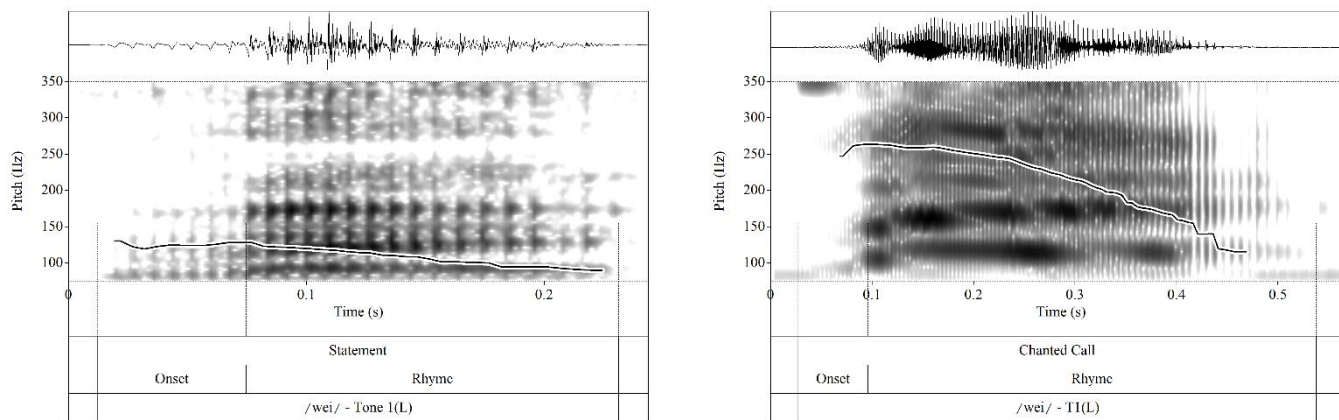 350
300
250
200
150
100
Pitch (Hz)
0
0.1
0.2
Time (s)
Statement
Onset
Rhyme
/wei/ - Tone 1(L)
350
300
250
200
150
100
Pitch (Hz)
0
0.1
0.2
0.3
0.4
0.5
Time (s)
Chanted Call
Onset
Rhyme
/wei/ - T1(L)